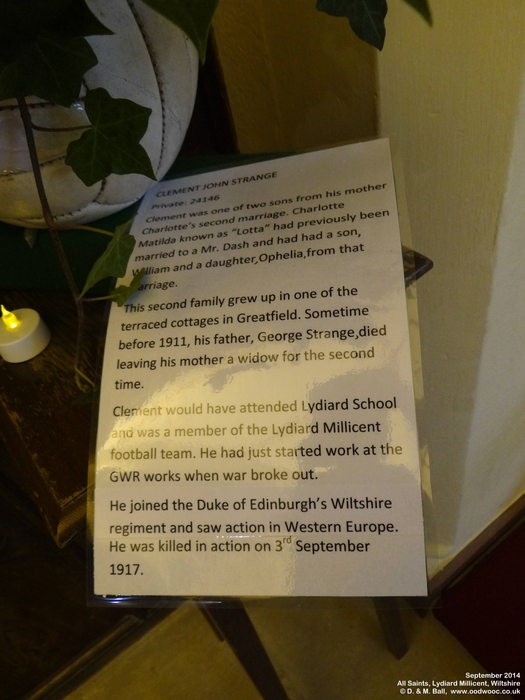 CLEMENT JOHN STRANGE
Private. 24146
Clement was one of two sons from his mother
Charlotte's second marriage. Charlotte
Matilda known as "Lotta" had previously been
married to a Mr. Dash and had had a son,
William and a daughter,Ophelia,from that
marriage.
This second family grew up in one of the
terraced cottages in Greatfield. Sometime
before 1911, his father, George Strange,died
leaving his mother a widow for the second
time.
Clement would have attended Lydiard School
and was a member of the Lydiard Millicent
football team. He had just started work at the
GWR works when war broke out.
He joined the Duke of Edinburgh's Wiltshire
regiment and saw action in Western Europe.
He was killed in action on 3rd September
1917.
September 2014
All Saints, Lydiard Millicent, Wiltshire
© D. & M. Ball, www.oodwooc.co.uk